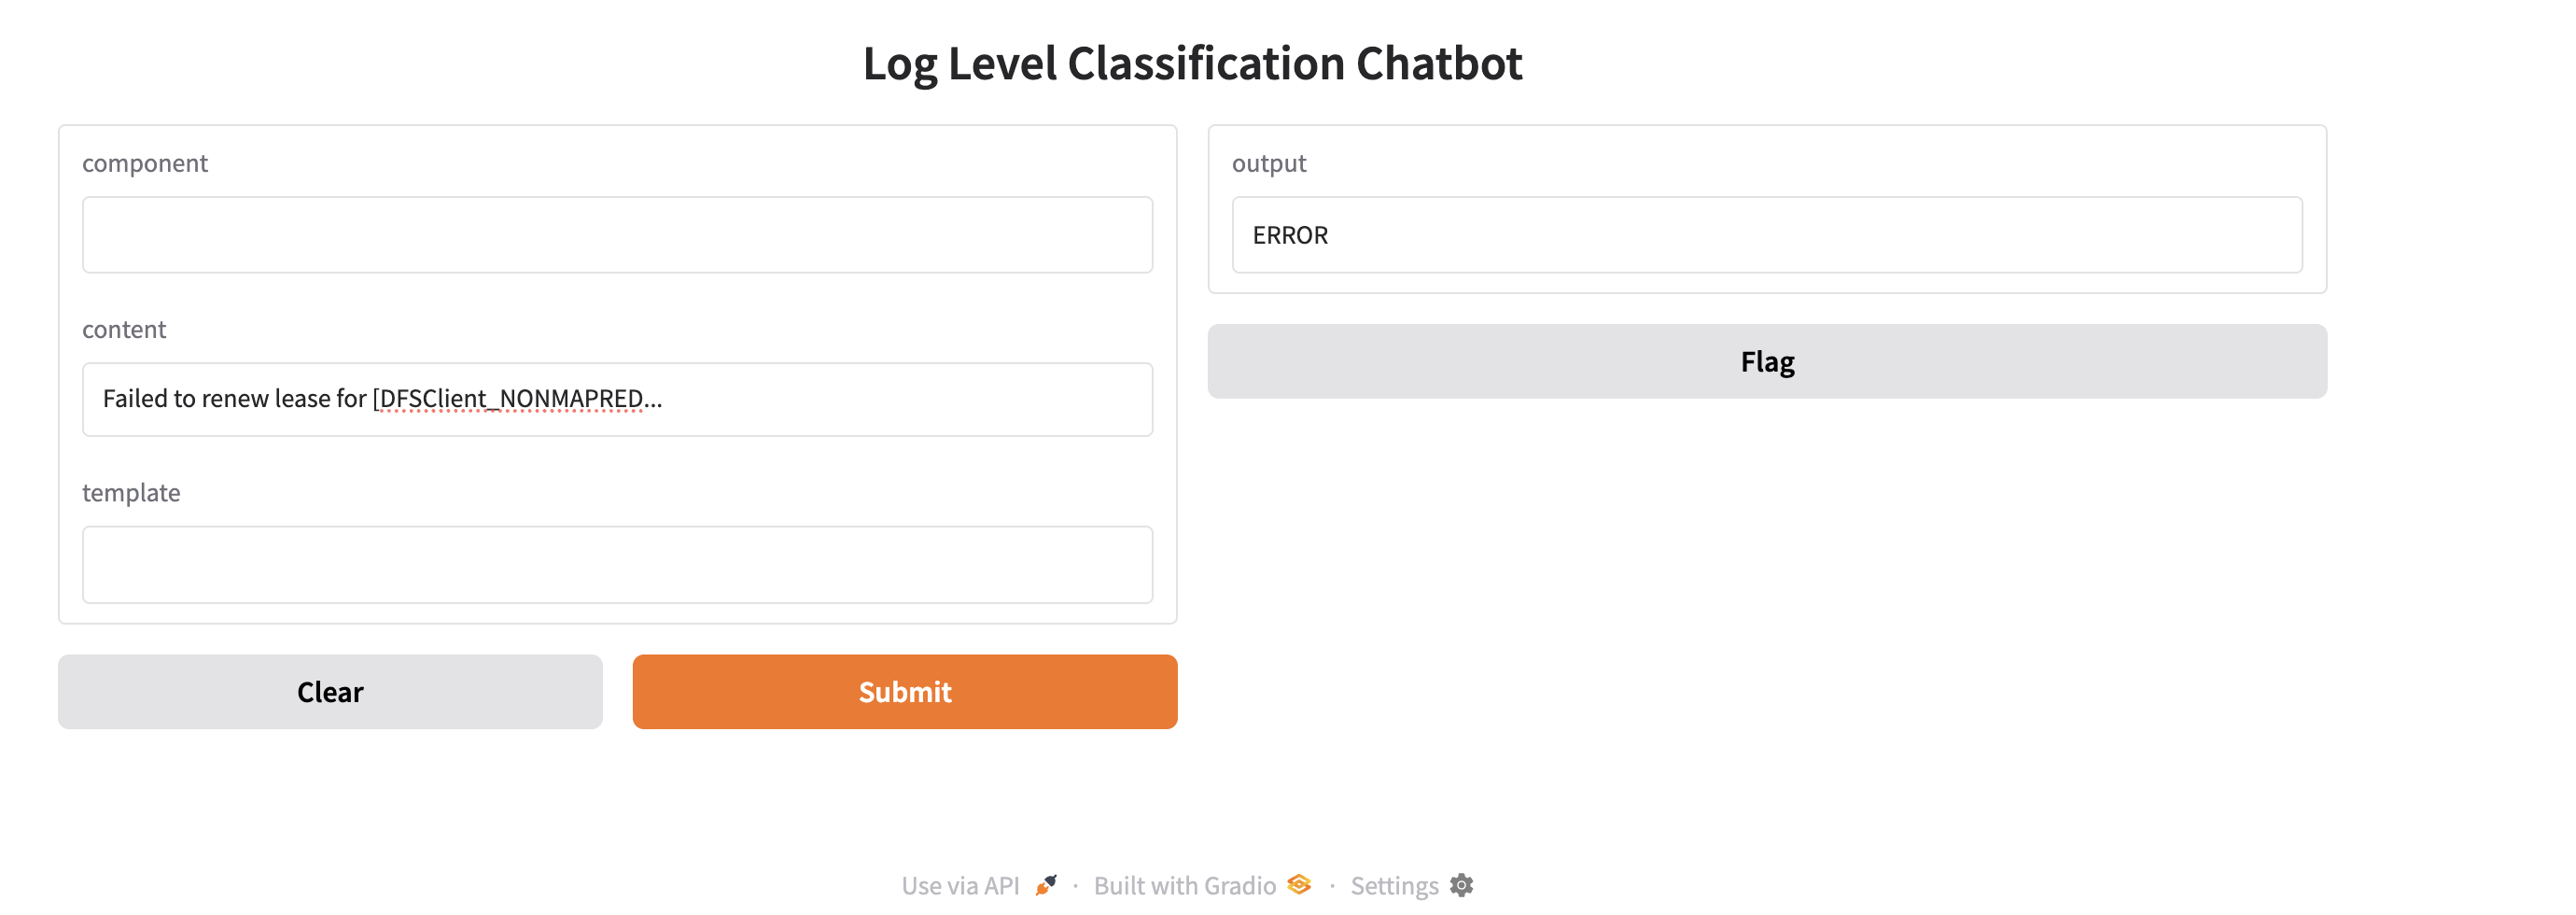 Log Level Classification Chatbot
component
content
Failed to renew lease for [DFSClient_NONMAPRED...
template
Clear
Submit
output
ERROR
Flag
Use via API · Built with Gradio · Settings